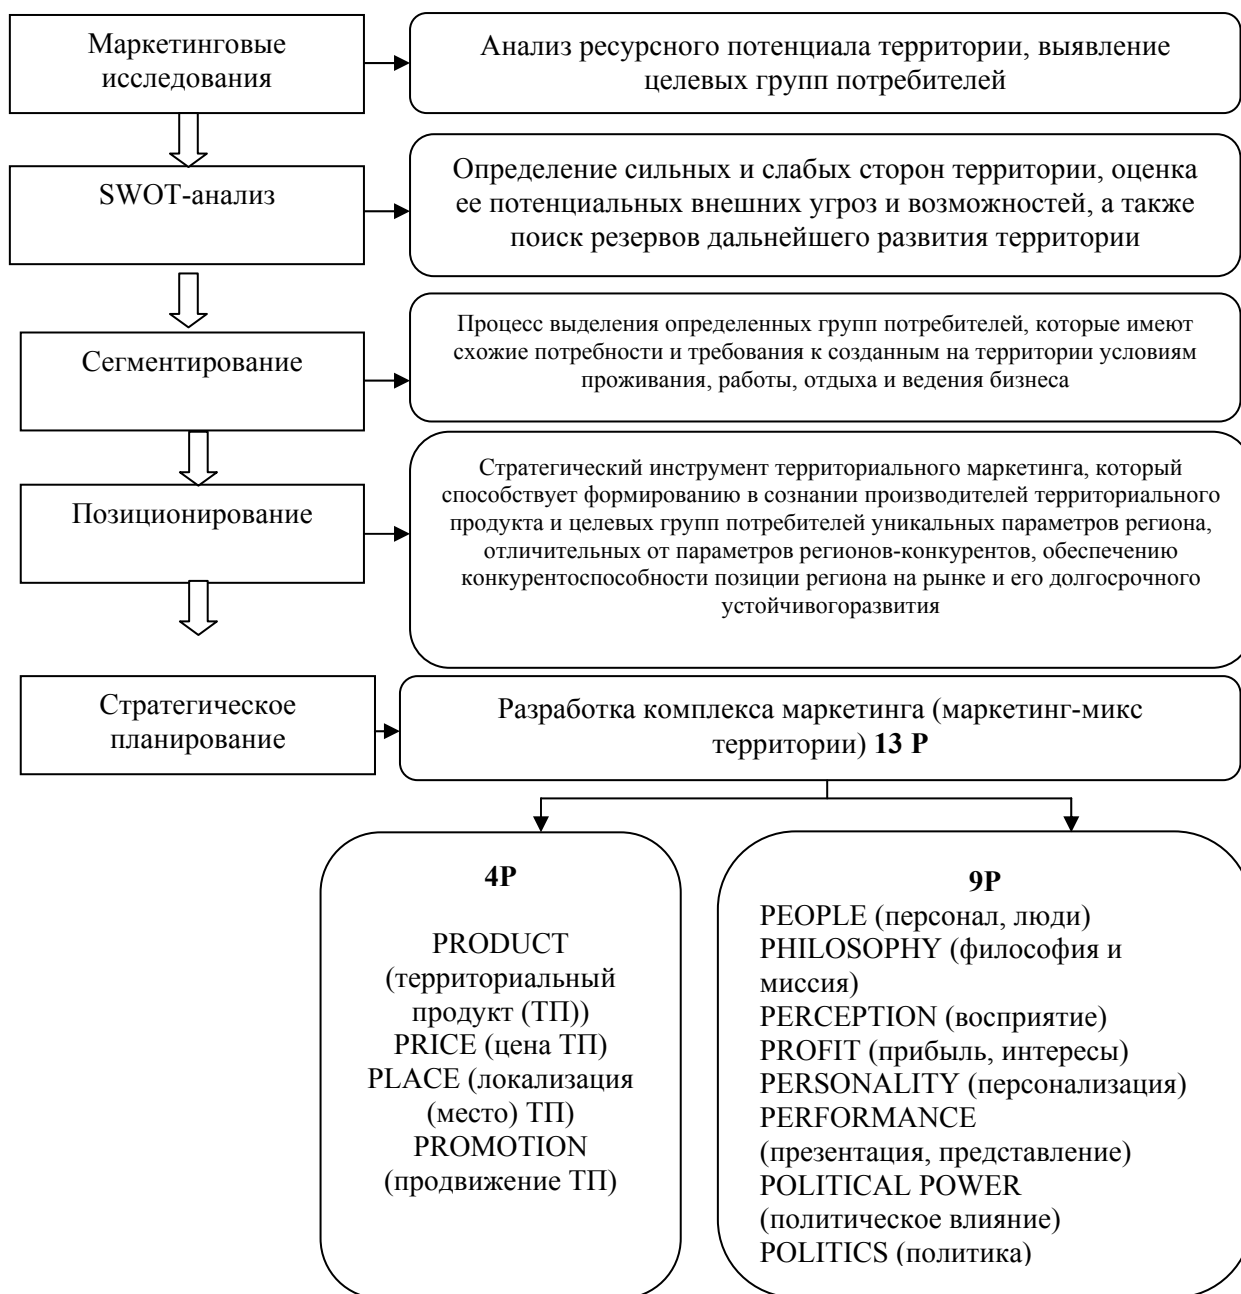 Маркетинговые
исследования
Анализ ресурсного потенциала территории, выявление
целевых групп потребителей
SWOT-анализ
Определение сильных и слабых сторон территории, оценка
ее потенциальных внешних угроз и возможностей, а также
поиск резервов дальнейшего развития территории
Сегментирование
Процесс выделения определенных групп потребителей, которые имеют
схожие потребности и требования к созданным на территории условиям
проживания, работы, отдыха и ведения бизнеса
Позиционирование
Стратегический инструмент территориального маркетинга, который
способствует формированию в сознании производителей территориального
продукта и целевых групп потребителей уникальных параметров региона,
отличительных от параметров регионов-конкурентов, обеспечению
конкурентоспособности позиции региона на рынке и его долгосрочного
устойчивогоразвития
Стратегическое
планирование
Разработка комплекса маркетинга (маркетинг-микс
территории) 13 P
4P
PRODUCT
(территориальный
продукт (ТП))
PRICE (цена ТП)
PLACE (локализация
(место) ТП)
PROMOTION
(продвижение ТП)
9P
PEOPLE (персонал, люди)
PHILOSOPHY (философия и
миссия)
PERCEPTION (восприятие)
PROFIT (прибыль, интересы)
PERSONALITY (персонализация)
PERFORMANCE
(презентация, представление)
POLITICAL POWER
(политическое влияние)
POLITICS (политика)